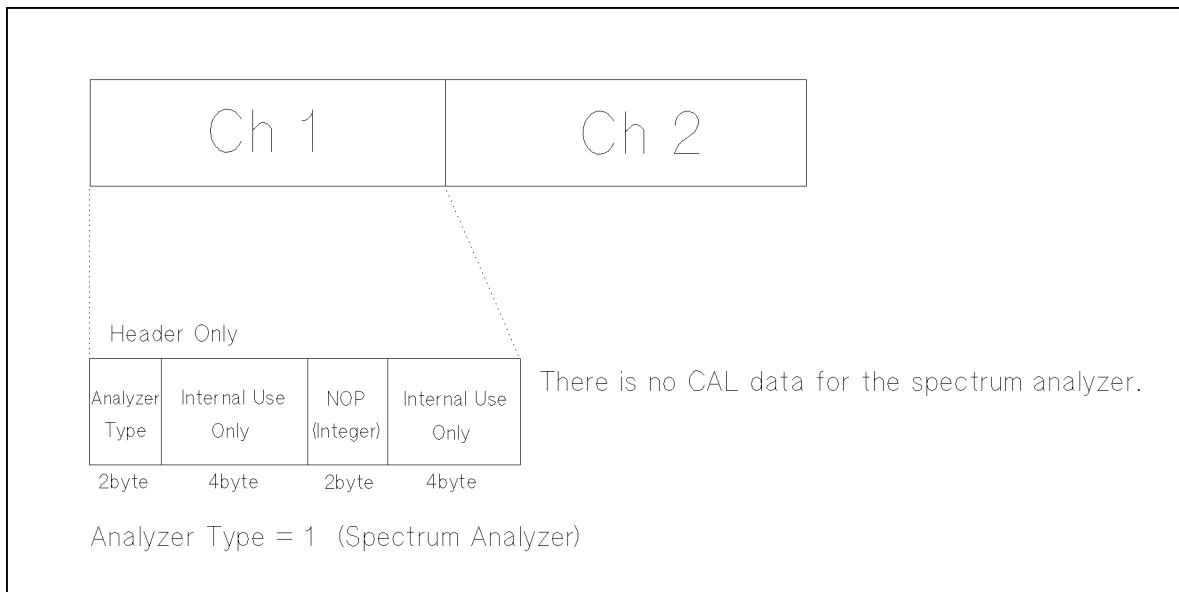 Ch 1
Ch 2
Header Only
Analyzer Type
Internal Use Only
NOP (Integer)
Internal Use Only
There is no CAL data for the spectrum analyzer.
2byte
4byte
2byte
4byte
Analyzer Type = 1 (Spectrum Analyzer)